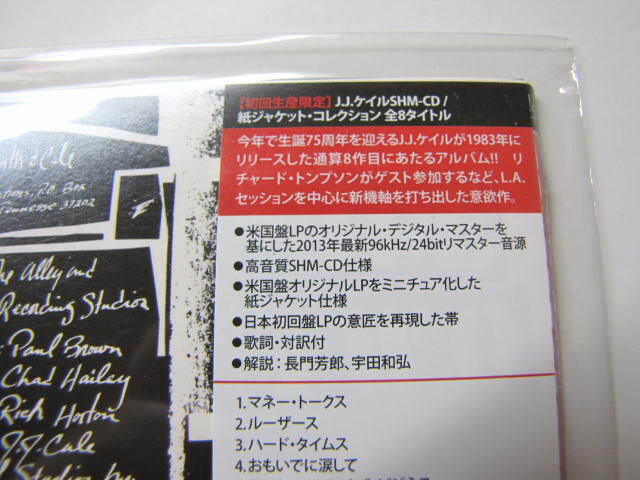 【初回生産限定】J.J.ケイルSHM-CD /
紙ジャケット・コレクション 全8タイトル
今年で生誕75周年を迎えるJ.J.ケイルが1983年に
リリースした通算8作目にあたるアルバム!! リ
チャード・トンプソンがゲスト参加するなど、L.A.
セッションを中心に新機軸を打ち出した意欲作。
●米国盤LPのオリジナル・デジタル・マスターを
基にした2013年最新96kHz/24bitリマスター音源
●高音質SHM-CD仕様
●米国盤オリジナルLPをミニチュア化した
紙ジャケット仕様
●日本初回盤LPの意匠を再現した帯
●歌詞・対訳付
●解説:長門芳郎、宇田和弘
1.マネー・トークス
2.ルーザース
3.ハード・タイムス
4.おもいでに涙して
& Cale
P.O. Box
Tennessee 37202
The Alley and
Recording Studios
: Paul Brown
Chad Hailey
Rick Horton
J.J. Cale
Studios